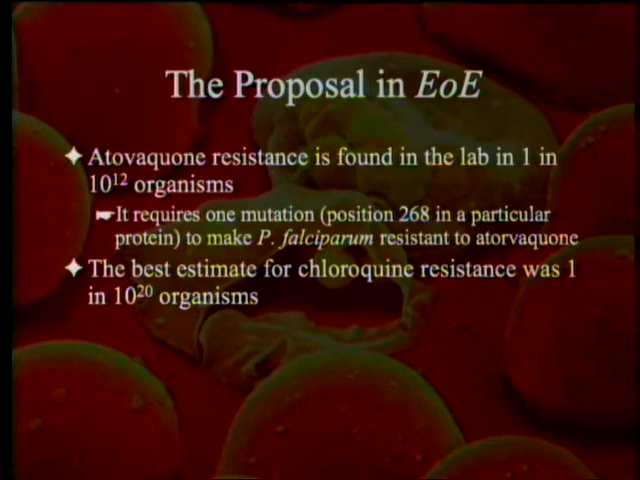 The Proposal in EoE
✦ Atovaquone resistance is found in the lab in 1 in
10¹² organisms
☛ It requires one mutation (position 268 in a particular
protein) to make P. falciparum resistant to atorvaquone
✦ The best estimate for chloroquine resistance was 1
in 10²⁰ organisms